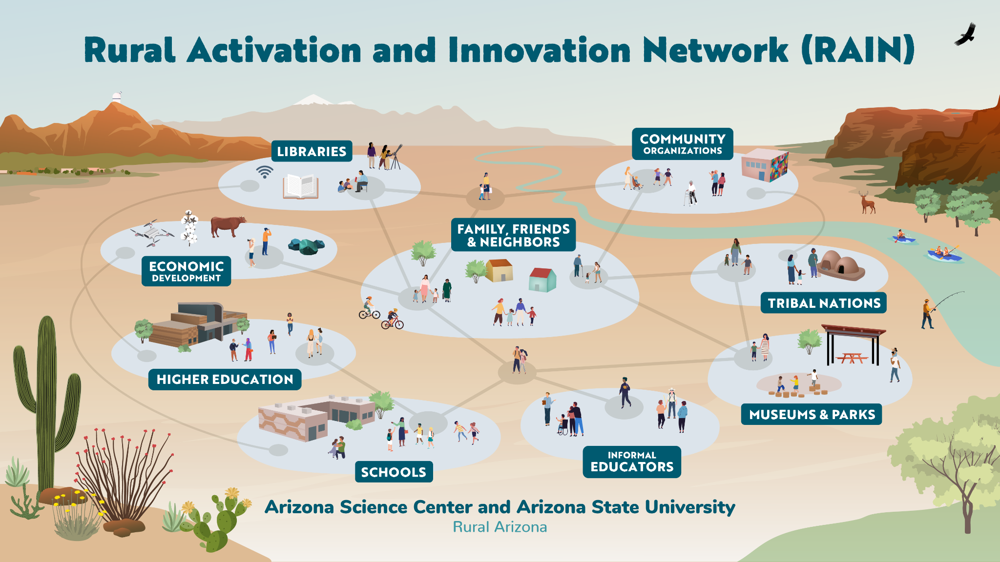 Rural Activation and Innovation Network (RAIN)
LIBRARIES
COMMUNITY
ORGANIZATIONS
FAMILY, FRIENDS
& NEIGHBORS
ECONOMIC
DEVELOPMENT
TRIBAL NATIONS
HIGHER EDUCATION
MUSEUMS & PARKS
SCHOOLS
INFORMAL
EDUCATORS
Arizona Science Center and Arizona State University
Rural Arizona